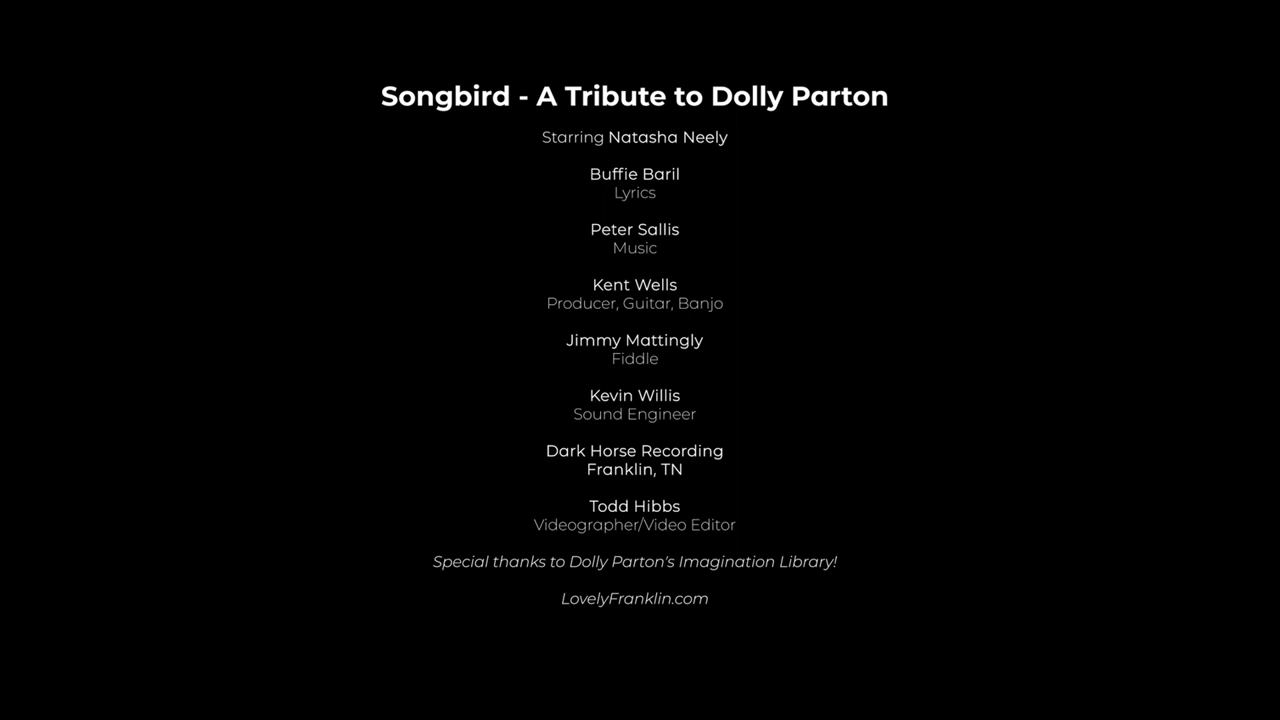 Songbird - A Tribute to Dolly Parton
Starring Natasha Neely
Buffie Baril
Lyrics
Peter Sallis
Music
Kent Wells
Producer, Guitar, Banjo
Jimmy Mattingly
Fiddle
Kevin Willis
Sound Engineer
Dark Horse Recording
Franklin, TN
Todd Hibbs
Videographer/Video Editor
Special thanks to Dolly Parton's Imagination Library!
LovelyFranklin.com